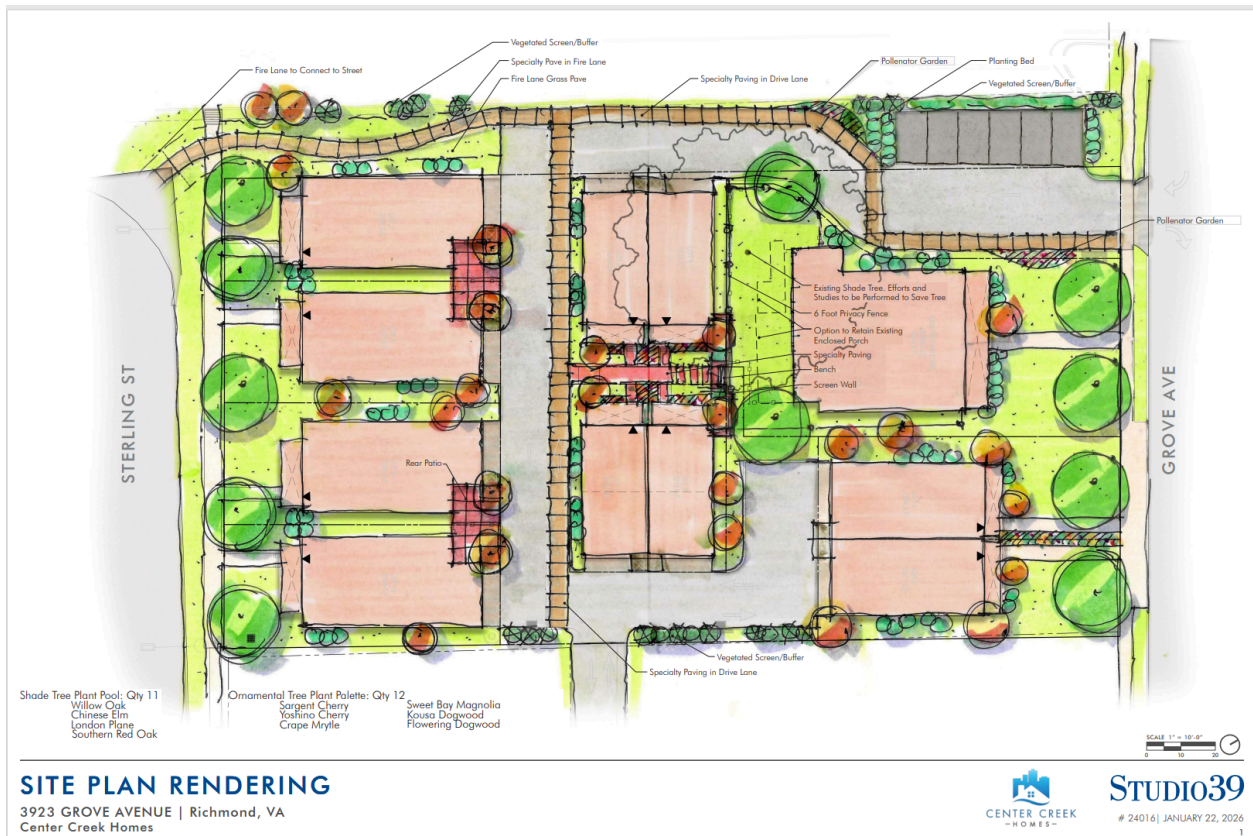 Vegetated Screen/Buffer
Specialty Pave in Fire Lane
Fire Lane Grass Pave
Fire Lane to Connect to Street
Specialty Paving in Drive Lane
Pollenator Garden
Planting Bed
Vegetated Screen/Buffer
Pollenator Garden
Existing Shade Tree. Efforts and
Studies to be Performed to Save Tree
6 Foot Privacy Fence
Option to Retain Existing
Enclosed Porch
Specialty Paving
Bench
Screen Wall
STERLING ST
GROVE AVE
Rear Patio
Vegetated Screen/Buffer
Specialty Paving in Drive Lane
Shade Tree Plant Pool: Qty 11
Willow Oak
Chinese Elm
London Plane
Southern Red Oak
Ornamental Tree Plant Palette: Qty 12
Sargent Cherry
Yoshino Cherry
Crape Mrytle
Sweet Bay Magnolia
Kousa Dogwood
Flowering Dogwood
SCALE 1" = 10'-0"
0 10 20
SITE PLAN RENDERING
3923 GROVE AVENUE | Richmond, VA
Center Creek Homes
CENTER CREEK
HOMES
STUDIO39
# 24016| JANUARY 22, 2026
1